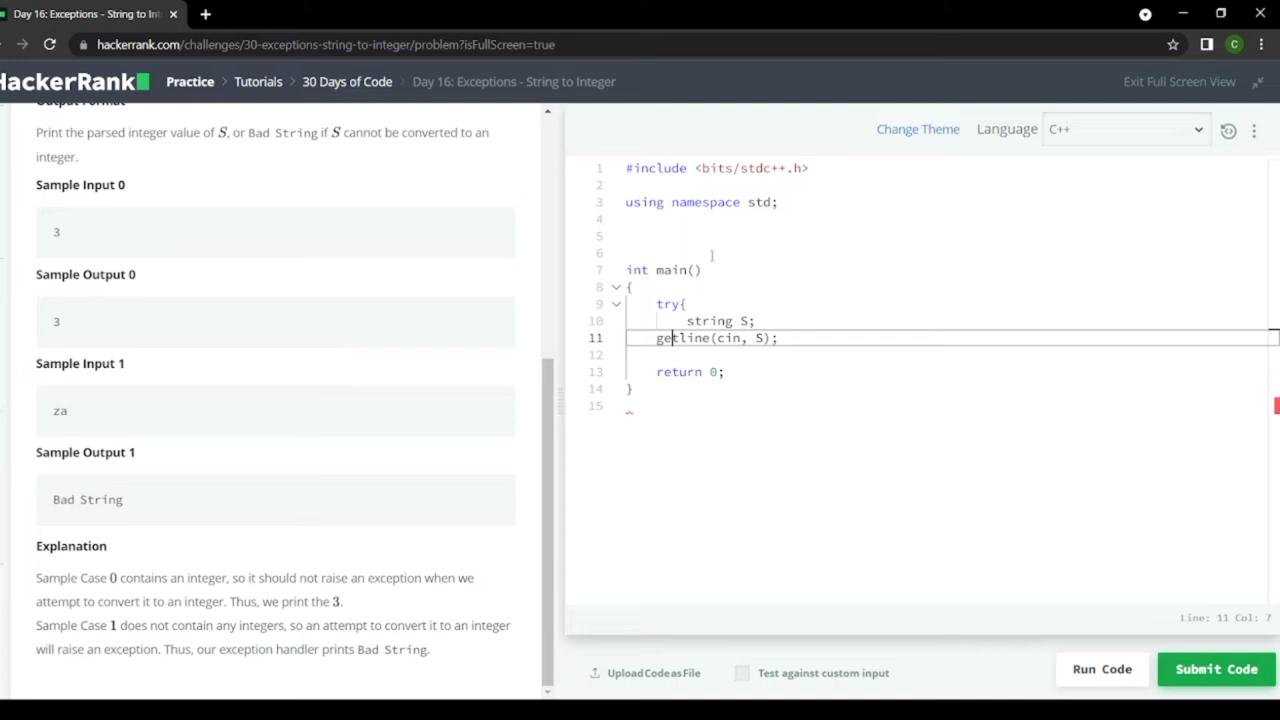 Day 16: Exceptions - String to Int
hackerrank.com/challenges/30-exceptions-string-to-integer/problem?isFullScreen=true
C
HackerRank Practice > Tutorials > 30 Days of Code > Day 16: Exceptions - String to Integer
Exit Full Screen View
Output Format
Print the parsed integer value of S, or Bad String if S cannot be converted to an
integer.
Sample Input 0
3
Sample Output 0
3
Sample Input 1
za
Sample Output 1
Bad String
Explanation
Sample Case 0 contains an integer, so it should not raise an exception when we
attempt to convert it to an integer. Thus, we print the 3.
Sample Case 1 does not contain any integers, so an attempt to convert it to an integer
will raise an exception. Thus, our exception handler prints Bad String.
Change Theme Language C++
1 #include <bits/stdc++.h>
2
3 using namespace std;
4
5
6
7 int main()
8 {
9 try{
10 string S;
11 getline(cin, S);
12
13 return 0;
14 }
15
Line: 11 Col: 7
Upload Code as File
Test against custom input
Run Code
Submit Code